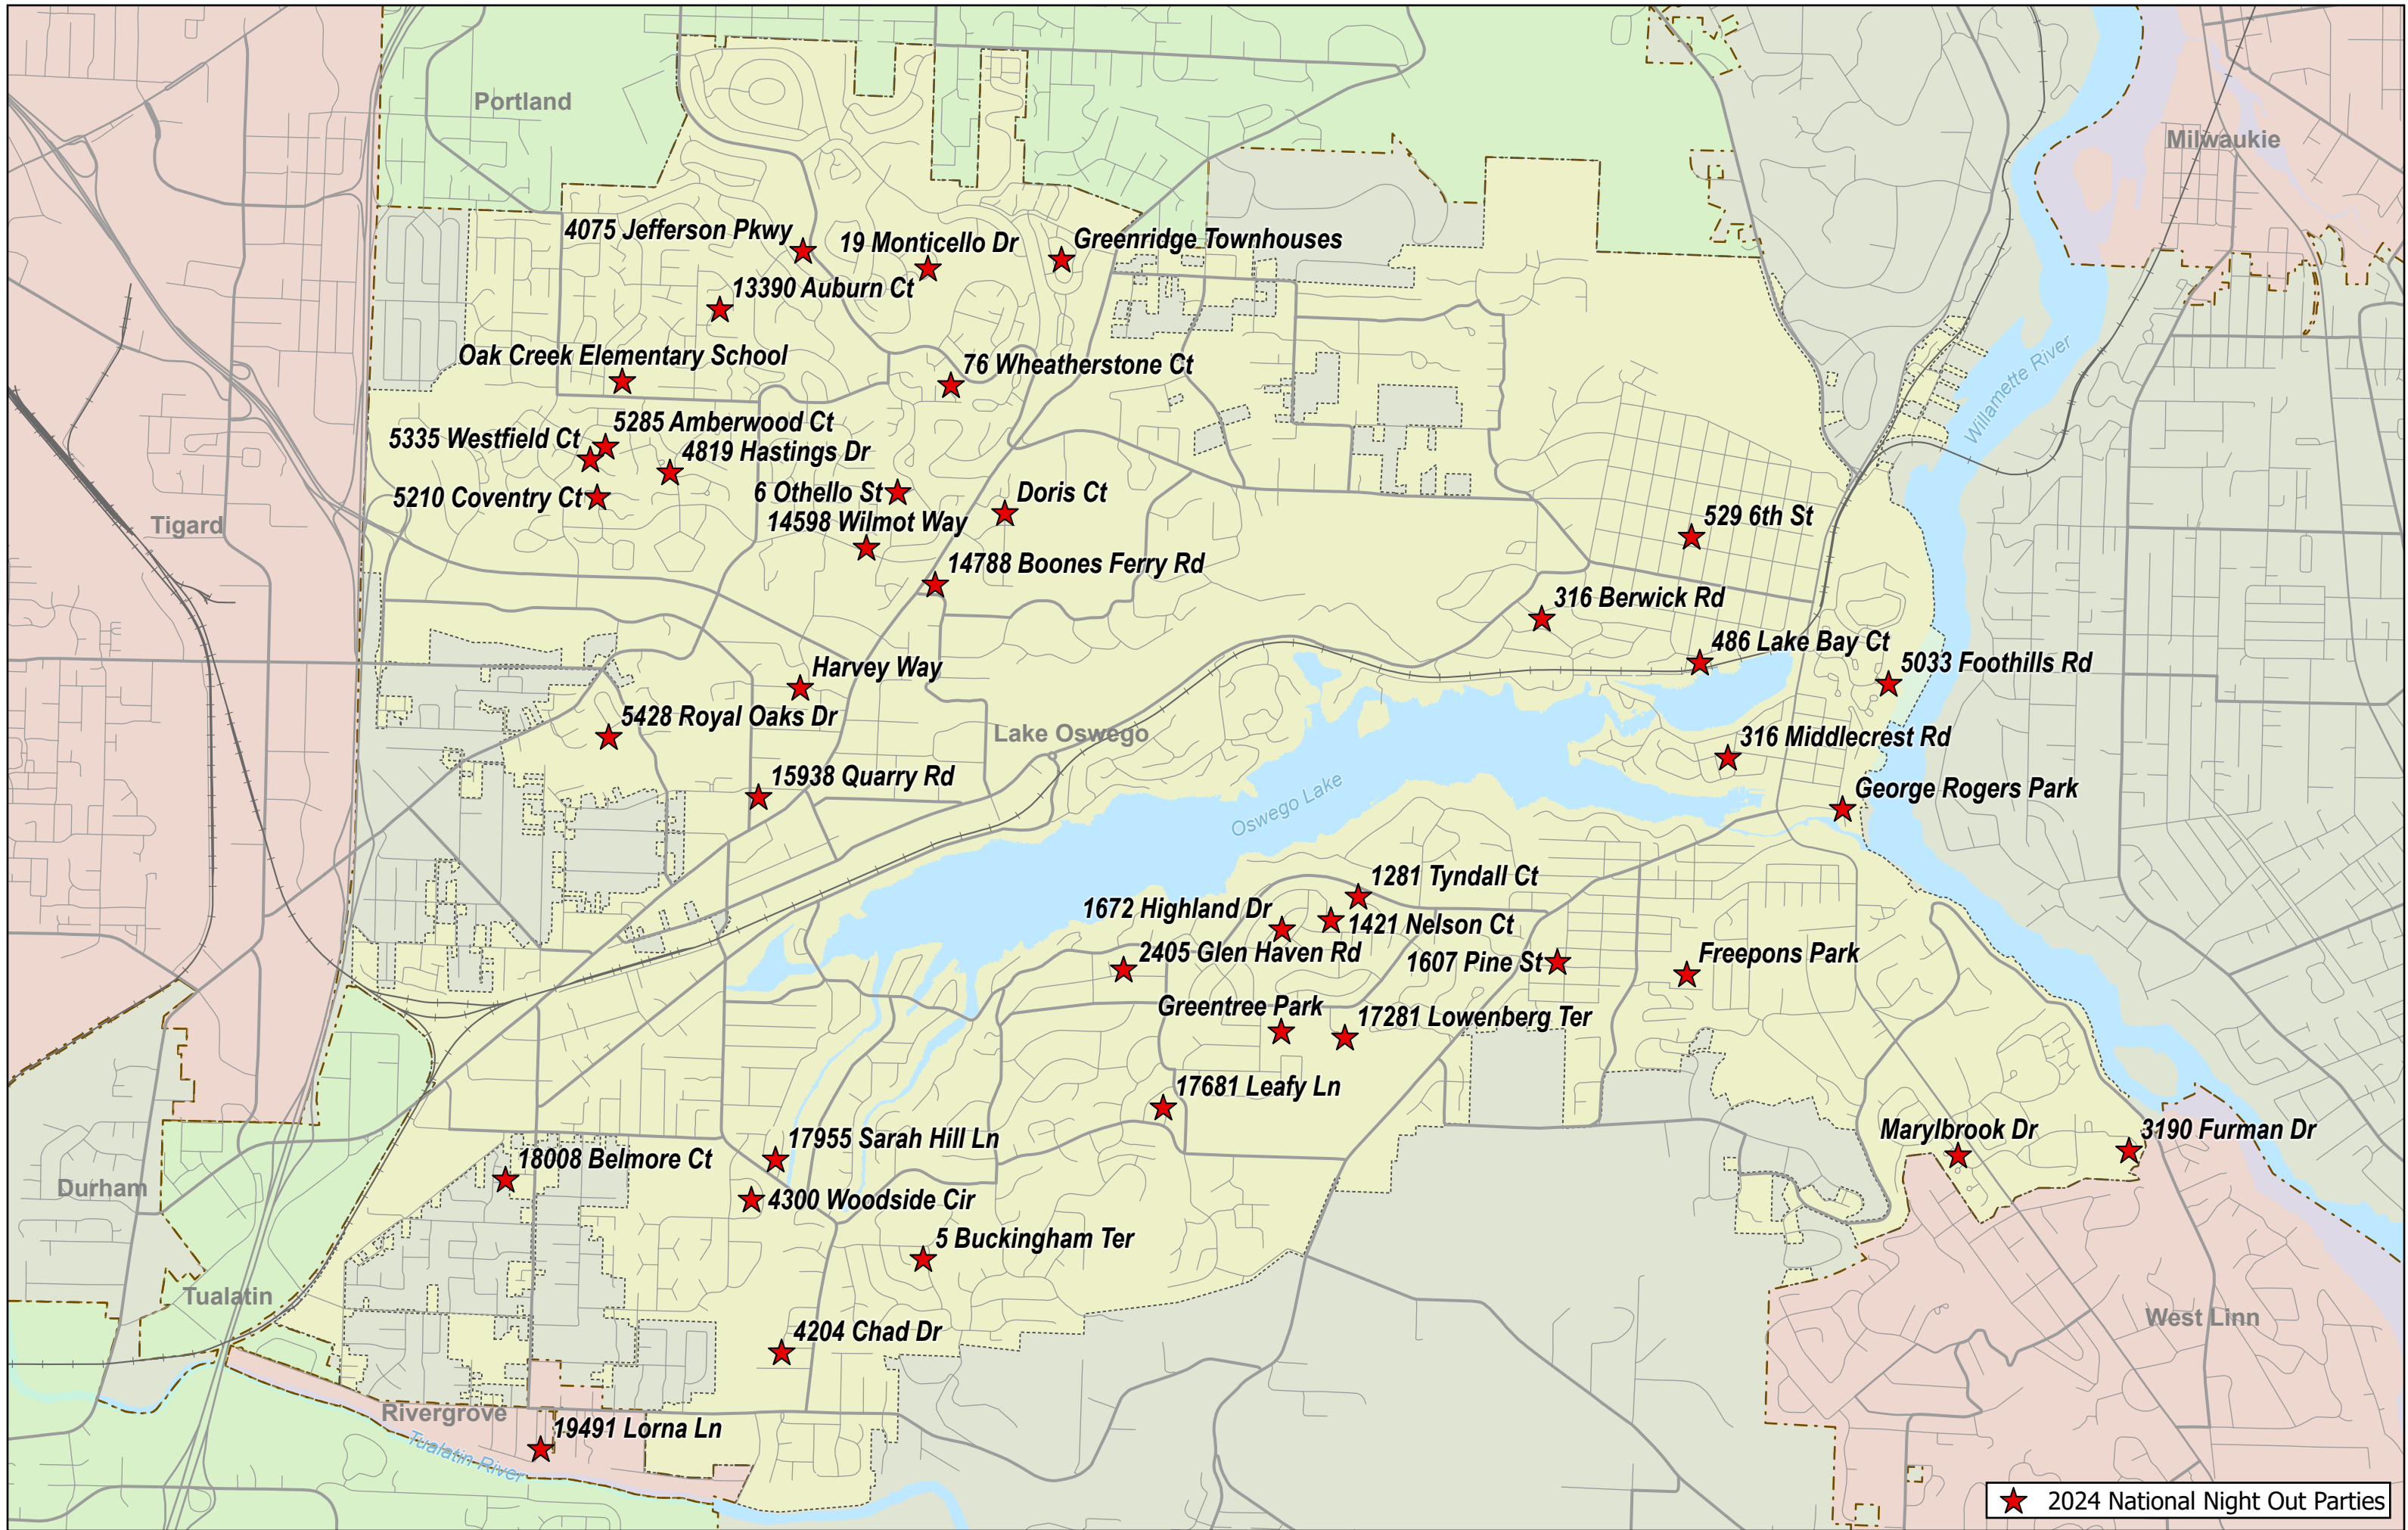 Portland
Milwaukie
4075 Jefferson Pkwy
19 Monticello Dr
Greenridge Townhouses
13390 Auburn Ct
Willamette River
Oak Creek Elementary School
76 Wheatherstone Ct
5285 Amberwood Ct
5335 Westfield Ct
4819 Hastings Dr
5210 Coventry Ct
6 Othello St
Doris Ct
Tigard
14598 Wilmot Way
529 6th St
14788 Boones Ferry Rd
316 Berwick Rd
486 Lake Bay Ct
Harvey Way
5033 Foothills Rd
5428 Royal Oaks Dr
Lake Oswego
316 Middlecrest Rd
15938 Quarry Rd
George Rogers Park
Oswego Lake
1281 Tyndall Ct
1672 Highland Dr
1421 Nelson Ct
2405 Glen Haven Rd
1607 Pine St
Freepons Park
Greentree Park
17281 Lowenberg Ter
17681 Leafy Ln
17955 Sarah Hill Ln
Marylbrook Dr
3190 Furman Dr
18008 Belmore Ct
Durham
4300 Woodside Cir
5 Buckingham Ter
Tualatin
West Linn
4204 Chad Dr
Rivergrove
19491 Lorna Ln
Tualatin River
2024 National Night Out Parties